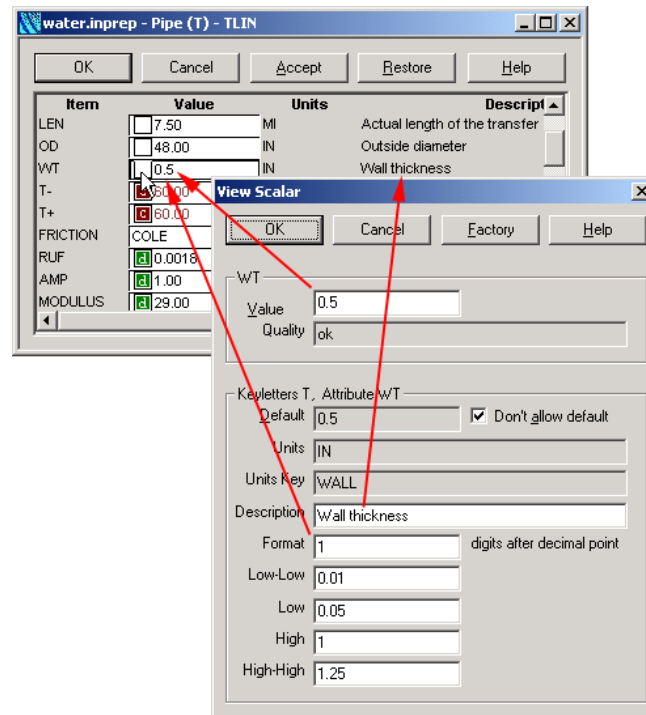 water.inprep - Pipe (T) - TLIN
OK Cancel Accept Restore Help
Item Value Units Descript
LEN 7.50 MI Actual length of the transfer
OD 48.00 IN Outside diameter
WT 0.5 IN Wall thickness
T- c 60.00
T+ c 60.00
FRICTION COLE
RUF d 0.0018
AMP d 1.00
MODULUS d 29.00
View Scalar
OK Cancel Factory Help
WT
Value 0.5
Quality ok
Keyletters T, Attribute WT
Default 0.5 Don't allow default
Units IN
Units Key WALL
Description Wall thickness
Format 1 digits after decimal point
Low-Low 0.01
Low 0.05
High 1
High-High 1.25